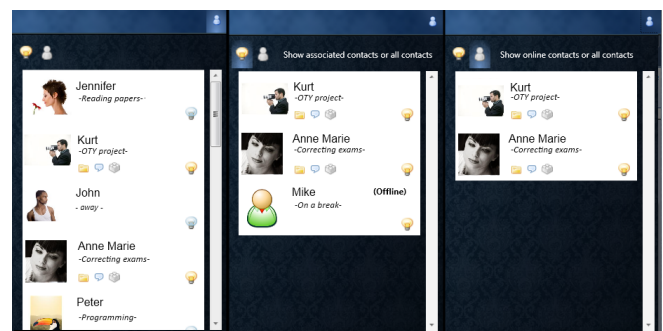 Jennifer
-Reading papers-
Kurt
-OTY project-
John
- away -
Anne Marie
-Correcting exams-
Peter
-Programming-
Show associated contacts or all contacts
Kurt
-OTY project-
Anne Marie
-Correcting exams-
Mike (Offline)
-On a break-
Show online contacts or all contacts
Kurt
-OTY project-
Anne Marie
-Correcting exams-